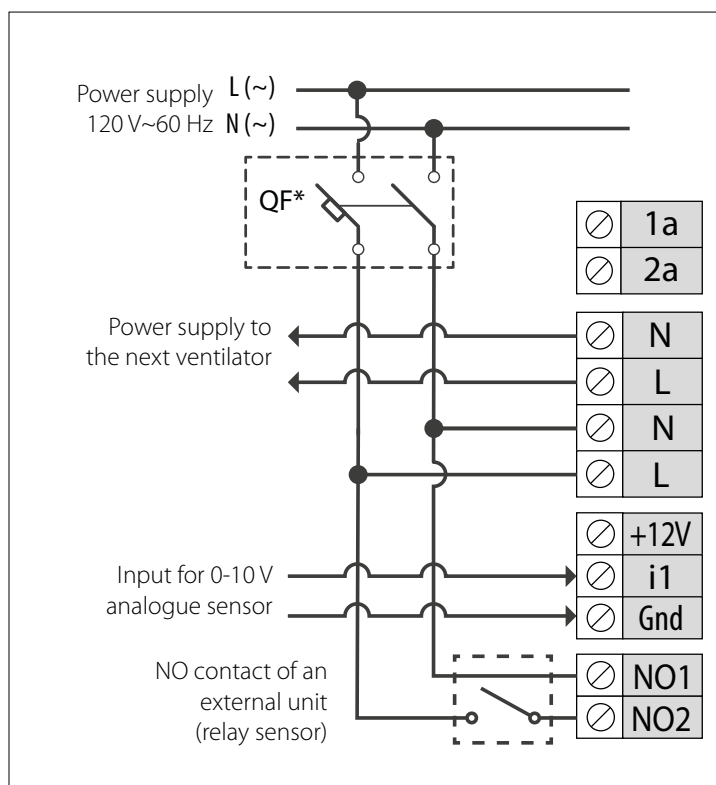 Power supply L (~)
120 V~60 Hz N (~)
QF*
1a
2a
Power supply to
the next ventilator
N
L
N
L
+12V
Input for 0-10 V
analogue sensor
i1
Gnd
NO contact of an
external unit
(relay sensor)
NO1
NO2